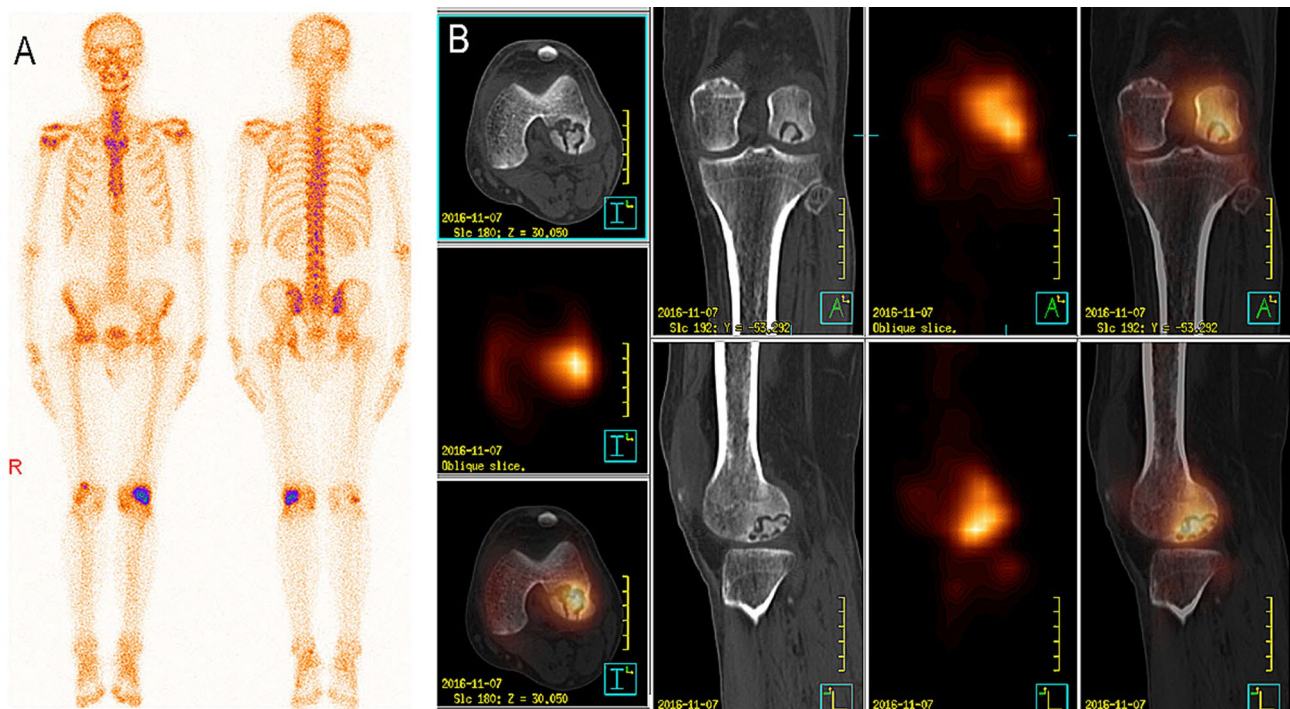 A
R
B
2016-11-07
Slc 180; Z = 30.050
I
L
2016-11-07
Oblique slice.
I
L
2016-11-07
Slc 180; Z = 30.050
I
L
2016-11-07
Slc 192; Y = -53.292
A
L
2016-11-07
Oblique slice.
A
L
2016-11-07
Slc 192; Y = -53.292
A
L
2016-11-07
L
2016-11-07
L
2016-11-07
L